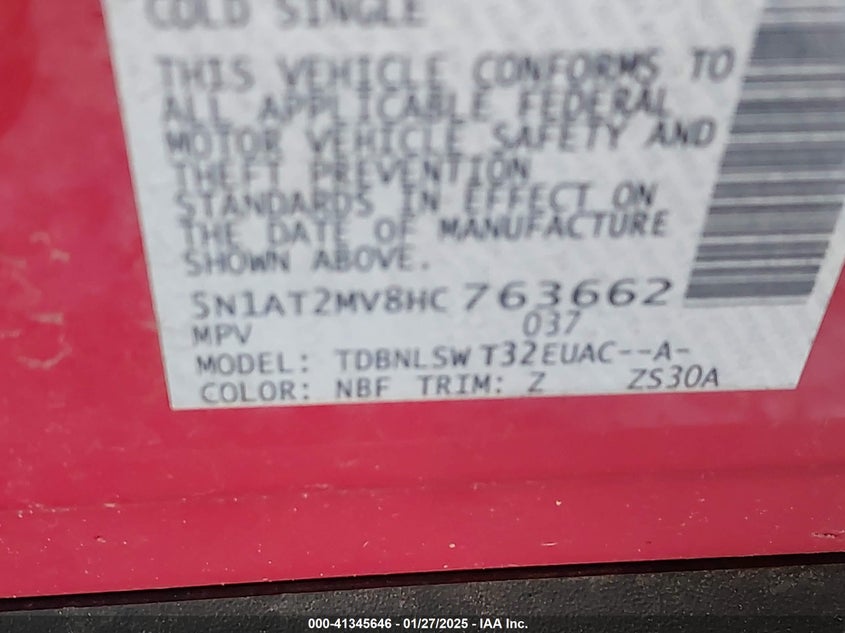 COLD SINGLE
THIS VEHICLE CONFORMS TO
ALL APPLICABLE FEDERAL
MOTOR VEHICLE SAFETY AND
THEFT PREVENTION
STANDARDS IN EFFECT ON
THE DATE OF MANUFACTURE
SHOWN ABOVE.
5N1AT2MV8HC 763662
MPV 037
MODEL: TDBNLSW T32EUAC--A-
COLOR: NBF TRIM: Z ZS30A
000-41345646 — 01/27/2025 — IAA Inc.